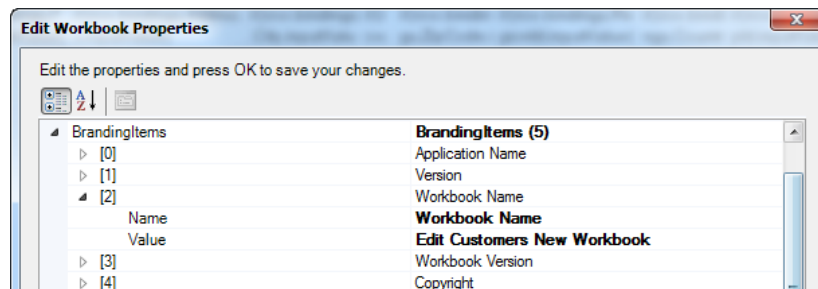 Edit Workbook Properties
Edit the properties and press OK to save your changes.
BrandingItems BrandingItems (5)
[0] Application Name
[1] Version
[2] Workbook Name
Name Workbook Name
Value Edit Customers New Workbook
[3] Workbook Version
[4] Copyright